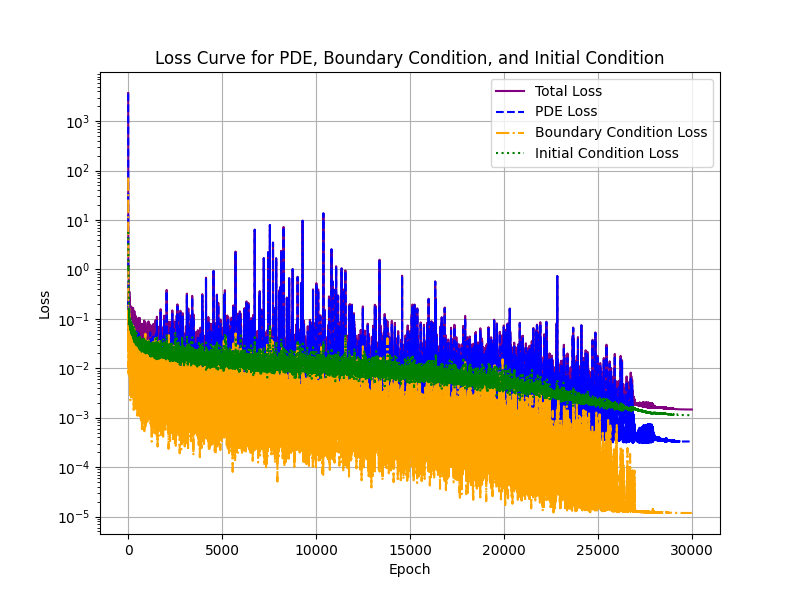 Loss Curve for PDE, Boundary Condition, and Initial Condition
Total Loss
PDE Loss
Boundary Condition Loss
Initial Condition Loss
Loss
10³
10²
10¹
10⁰
10⁻¹
10⁻²
10⁻³
10⁻⁴
10⁻⁵
0 5000 10000 15000 20000 25000 30000
Epoch